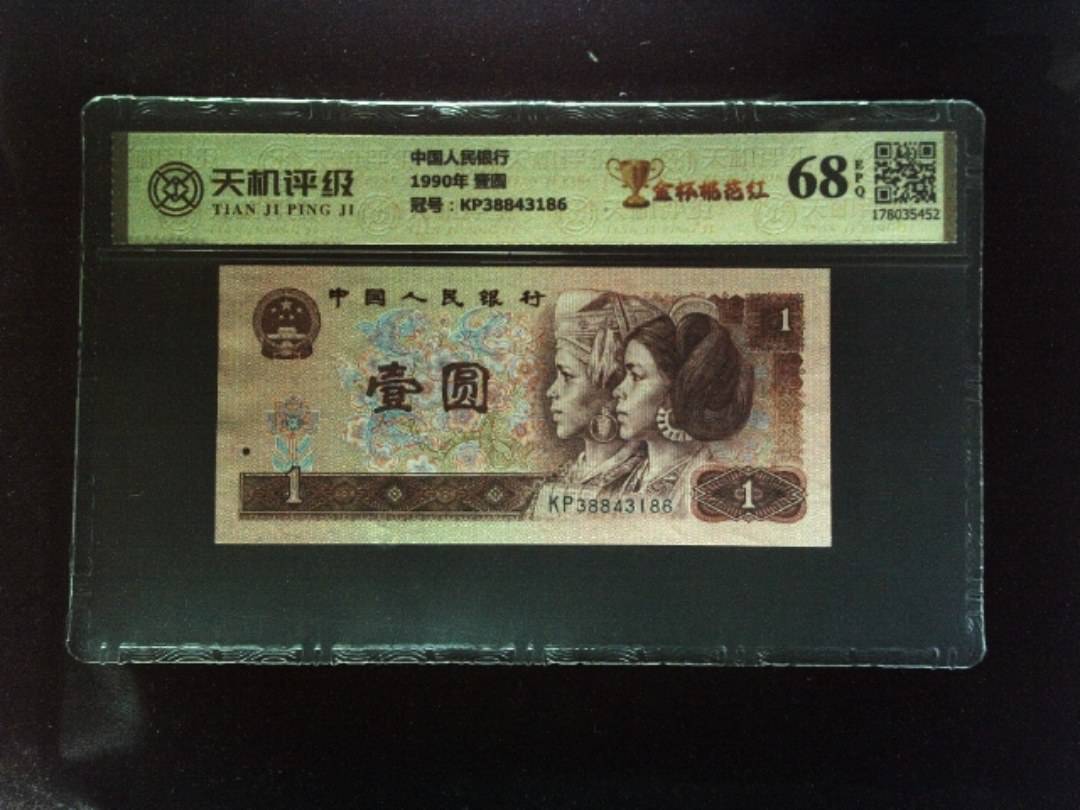 天机评级
TIAN JI PING JI
中国人民银行
1990年 壹圆
冠号：KP38843186
金杯桃花红
68
EPQ
178035452
中国人民银行
1
壹圆
1
KP38843186
1